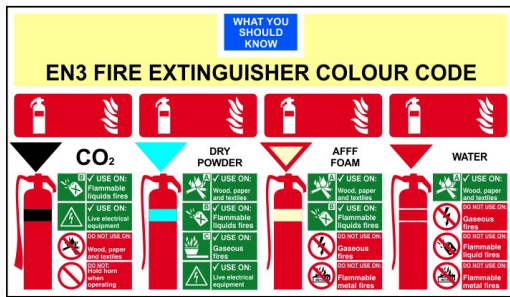 WHAT YOU
SHOULD
KNOW
EN3 FIRE EXTINGUISHER COLOUR CODE
CO2
B
✓ USE ON:
Flammable
liquids fires
✓ USE ON:
Live electrical
equipment
DO NOT USE ON:
Wood, paper
and textiles
DO NOT:
Hold horn
when
operating
DRY
POWDER
A
✓ USE ON:
Wood, paper
and textiles
B
✓ USE ON:
Flammable
liquids fires
C
✓ USE ON:
Gaseous
fires
✓ USE ON:
Live electrical
equipment
AFFF
FOAM
A
✓ USE ON:
Wood, paper
and textiles
B
✓ USE ON:
Flammable
liquids fires
DO NOT USE ON:
Gaseous
fires
DO NOT USE ON:
Flammable
metal fires
WATER
A
✓ USE ON:
Wood, paper
and textiles
DO NOT USE ON:
Gaseous
fires
DO NOT USE ON:
Flammable
liquid fires
DO NOT USE ON:
Flammable
metal fires